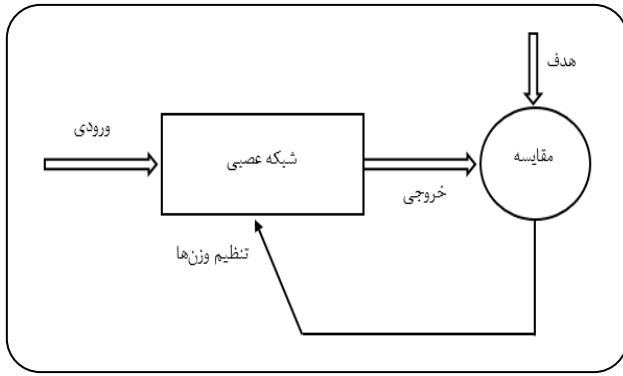 هدف
ورودی
شبکه عصبی
مقایسه
خروجی
تنظیم وزن‌ها